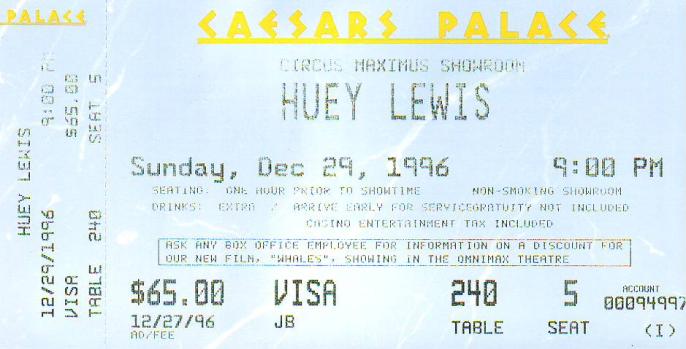 PALACE
HUEY LEWIS 9:00 PM
12/29/1996 $65.00
VISA
TABLE 240 SEAT 5
CAESARS PALACE
CIRCUS MAXIMUS SHOWROOM
HUEY LEWIS
Sunday, Dec 29, 1996 9:00 PM
SEATING: ONE HOUR PRIOR TO SHOWTIME NON-SMOKING SHOWROOM
DRINKS: EXTRA / ARRIVE EARLY FOR SERVICEGRATUITY NOT INCLUDED
CASINO ENTERTAINMENT TAX INCLUDED
ASK ANY BOX OFFICE EMPLOYEE FOR INFORMATION ON A DISCOUNT FOR
OUR NEW FILM, "WHALES", SHOWING IN THE OMNIMAX THEATRE
$65.00 VISA 240 5 ACCOUNT
00094997
12/27/96 JB TABLE SEAT (I)
AD/FEE